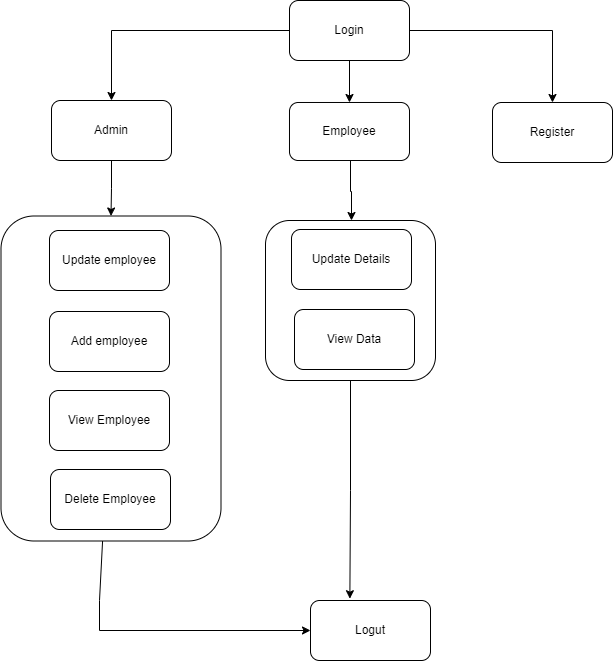 Login
Admin
Employee
Register
Update employee
Update Details
Add employee
View Data
View Employee
Delete Employee
Logut